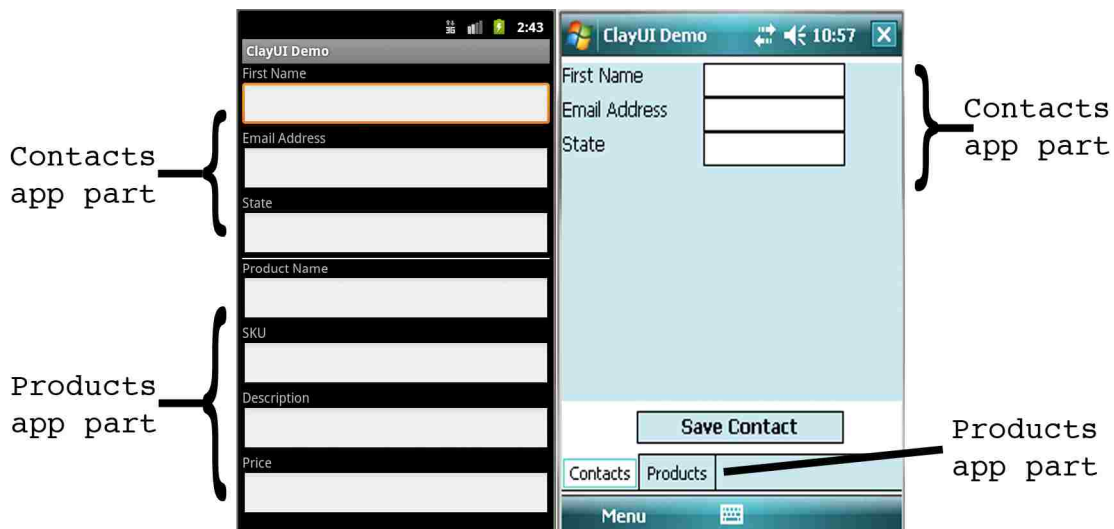 2:43
ClayUI Demo
First Name
Email Address
State
Product Name
SKU
Description
Price
Contacts
app part
Products
app part
ClayUI Demo 10:57
First Name
Email Address
State
Save Contact
Contacts Products
Menu
Contacts
app part
Products
app part